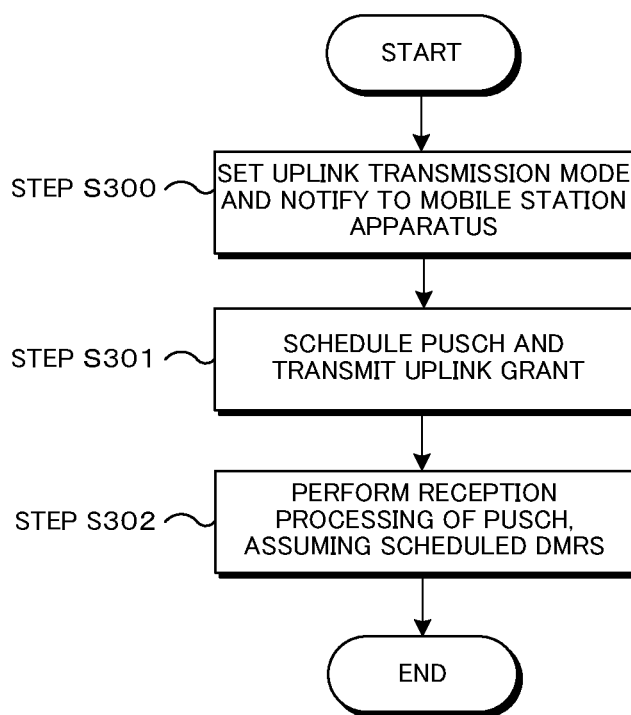 START
STEP S300
SET UPLINK TRANSMISSION MODE
AND NOTIFY TO MOBILE STATION
APPARATUS
STEP S301
SCHEDULE PUSCH AND
TRANSMIT UPLINK GRANT
STEP S302
PERFORM RECEPTION
PROCESSING OF PUSCH,
ASSUMING SCHEDULED DMRS
END